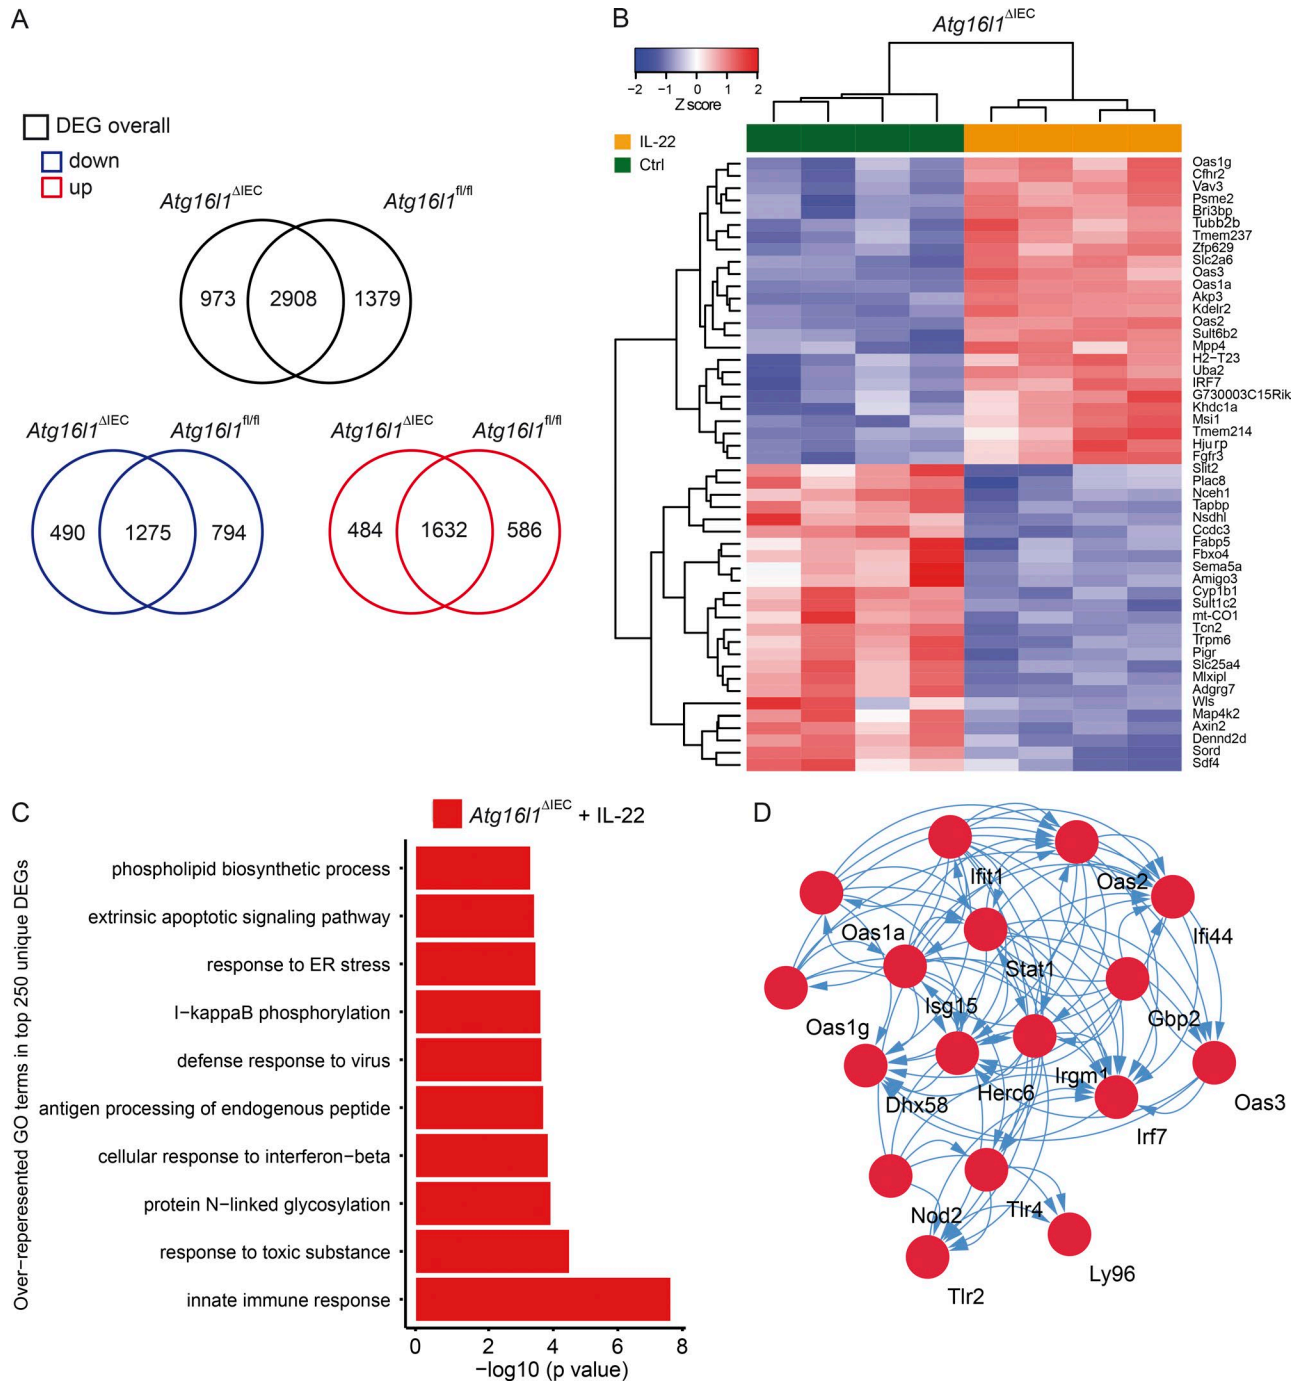 A
DEG overall
down
up
Atg16l1ΔIEC
Atg16l1fl/fl
973
2908
1379
Atg16l1ΔIEC
Atg16l1fl/fl
490
1275
794
Atg16l1ΔIEC
Atg16l1fl/fl
484
1632
586
B
Atg16l1ΔIEC
−2 −1 0 1 2
Z score
IL-22
Ctrl
Oas1g
Cfhr2
Vav3
Psme2
Bri3bp
Tubb2b
Tmem237
Zfp629
Slc2a6
Oas3
Oas1a
Akp3
Kdelr2
Oas2
Sult6b2
Mpp4
H2−T23
Uba2
IRF7
G730003C15Rik
Khdc1a
Msi1
Tmem214
Hjurp
Fgfr3
Slit2
Plac8
Nceh1
Tapbp
Nsdhl
Ccdc3
Fabp5
Fbxo4
Sema5a
Amigo3
Cyp1b1
Sult1c2
mt-CO1
Tcn2
Trpm6
Pigr
Slc25a4
Mlxipl
Adgrg7
Wls
Map4k2
Axin2
Dennd2d
Sord
Sdf4
C
Atg16l1ΔIEC + IL-22
Over−represented GO terms in top 250 unique DEGs
phospholipid biosynthetic process
extrinsic apoptotic signaling pathway
response to ER stress
I−kappaB phosphorylation
defense response to virus
antigen processing of endogenous peptide
cellular response to interferon−beta
protein N−linked glycosylation
response to toxic substance
innate immune response
0 2 4 6 8
−log10 (p value)
D
Ifit1
Oas2
Oas1a
Ifi44
Stat1
Isg15
Gbp2
Oas1g
Irgm1
Herc6
Dhx58
Oas3
Irf7
Nod2
Tlr4
Ly96
Tlr2